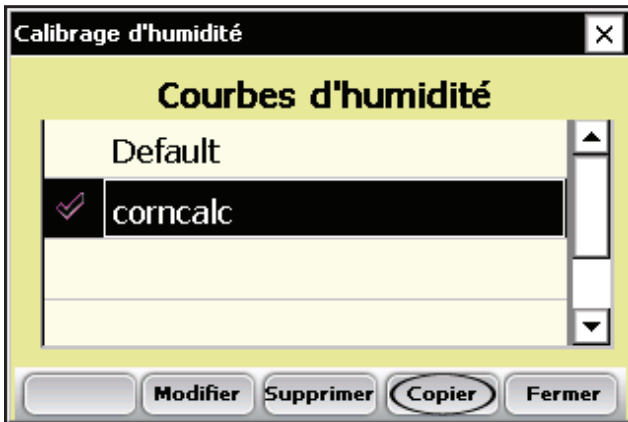 Calibrage d'humidité
Courbes d'humidité
Default
corncalc
Modifier Supprimer Copier Fermer